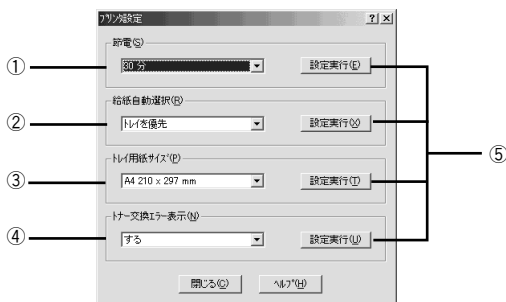 プリンタ設定
? ×
節電(S)
① 30 分 設定実行(E)
給紙自動選択(R)
② トレイを優先 設定実行(X)
⑤
トレイ用紙サイズ(P)
③ A4 210 x 297 mm 設定実行(T)
トナー交換エラー表示(N)
④ する 設定実行(U)
閉じる(C) ヘルプ(H)